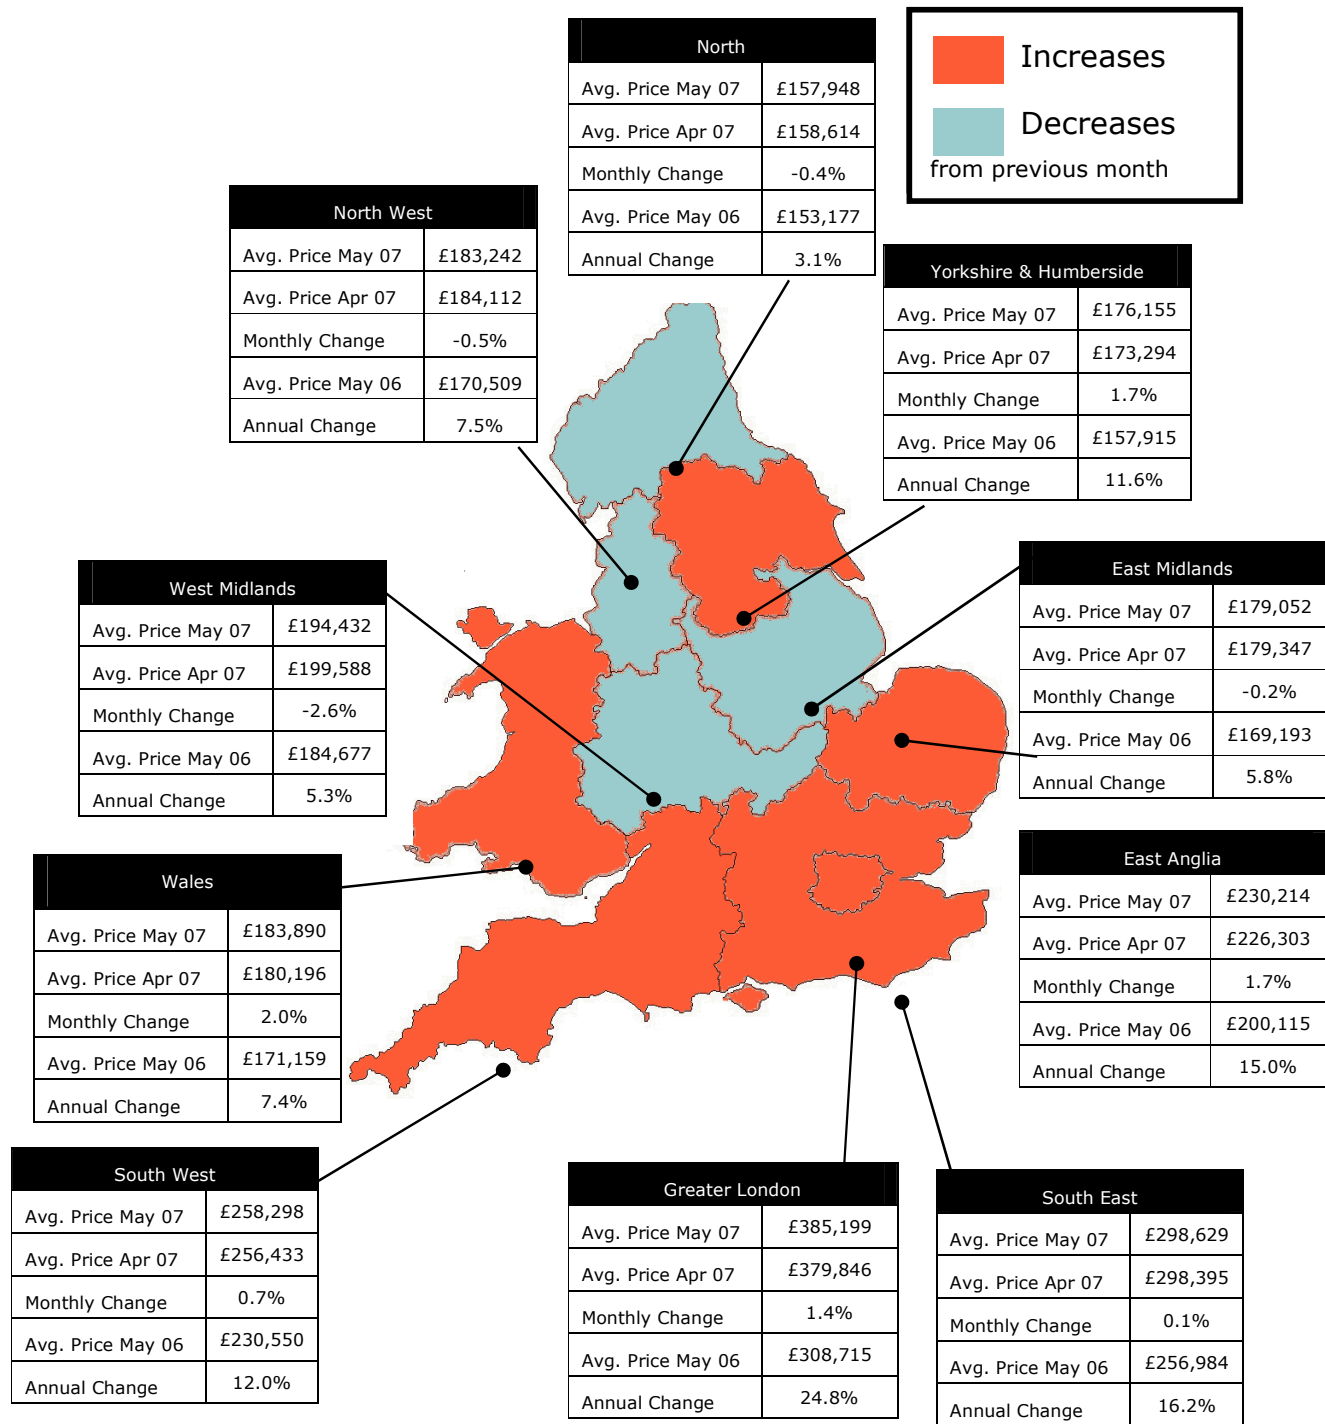 North
Avg. Price May 07 £157,948
Avg. Price Apr 07 £158,614
Monthly Change -0.4%
Avg. Price May 06 £153,177
Annual Change 3.1%
Increases
Decreases
from previous month
North West
Avg. Price May 07 £183,242
Avg. Price Apr 07 £184,112
Monthly Change -0.5%
Avg. Price May 06 £170,509
Annual Change 7.5%
Yorkshire & Humberside
Avg. Price May 07 £176,155
Avg. Price Apr 07 £173,294
Monthly Change 1.7%
Avg. Price May 06 £157,915
Annual Change 11.6%
West Midlands
Avg. Price May 07 £194,432
Avg. Price Apr 07 £199,588
Monthly Change -2.6%
Avg. Price May 06 £184,677
Annual Change 5.3%
East Midlands
Avg. Price May 07 £179,052
Avg. Price Apr 07 £179,347
Monthly Change -0.2%
Avg. Price May 06 £169,193
Annual Change 5.8%
Wales
Avg. Price May 07 £183,890
Avg. Price Apr 07 £180,196
Monthly Change 2.0%
Avg. Price May 06 £171,159
Annual Change 7.4%
East Anglia
Avg. Price May 07 £230,214
Avg. Price Apr 07 £226,303
Monthly Change 1.7%
Avg. Price May 06 £200,115
Annual Change 15.0%
South West
Avg. Price May 07 £258,298
Avg. Price Apr 07 £256,433
Monthly Change 0.7%
Avg. Price May 06 £230,550
Annual Change 12.0%
Greater London
Avg. Price May 07 £385,199
Avg. Price Apr 07 £379,846
Monthly Change 1.4%
Avg. Price May 06 £308,715
Annual Change 24.8%
South East
Avg. Price May 07 £298,629
Avg. Price Apr 07 £298,395
Monthly Change 0.1%
Avg. Price May 06 £256,984
Annual Change 16.2%